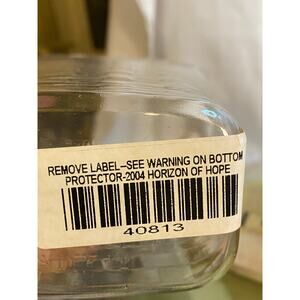 REMOVE LABEL-SEE WARNING ON BOTTOM
PROTECTOR-2004 HORIZON OF HOPE
40813